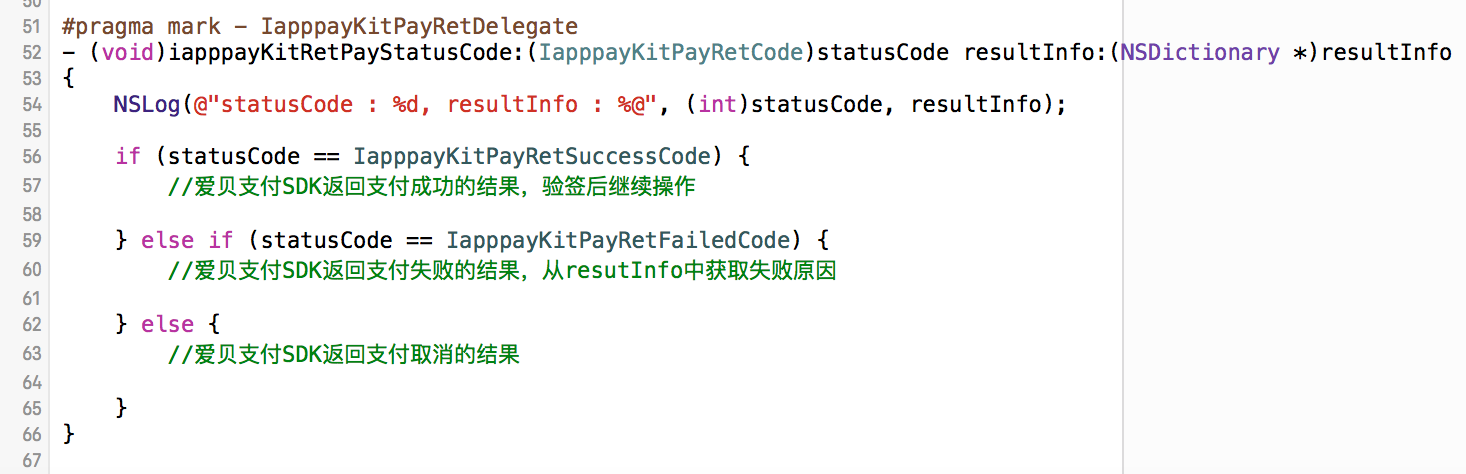 50
51 #pragma mark - IapppayKitPayRetDelegate
52 - (void)iapppayKitRetPayStatusCode:(IapppayKitPayRetCode)statusCode resultInfo:(NSDictionary *)resultInfo
53 {
54     NSLog(@"statusCode : %d, resultInfo : %@", (int)statusCode, resultInfo);
55
56     if (statusCode == IapppayKitPayRetSuccessCode) {
57         //爱贝支付SDK返回支付成功的结果，验签后继续操作
58
59     } else if (statusCode == IapppayKitPayRetFailedCode) {
60         //爱贝支付SDK返回支付失败的结果，从resutInfo中获取失败原因
61
62     } else {
63         //爱贝支付SDK返回支付取消的结果
64
65     }
66 }
67